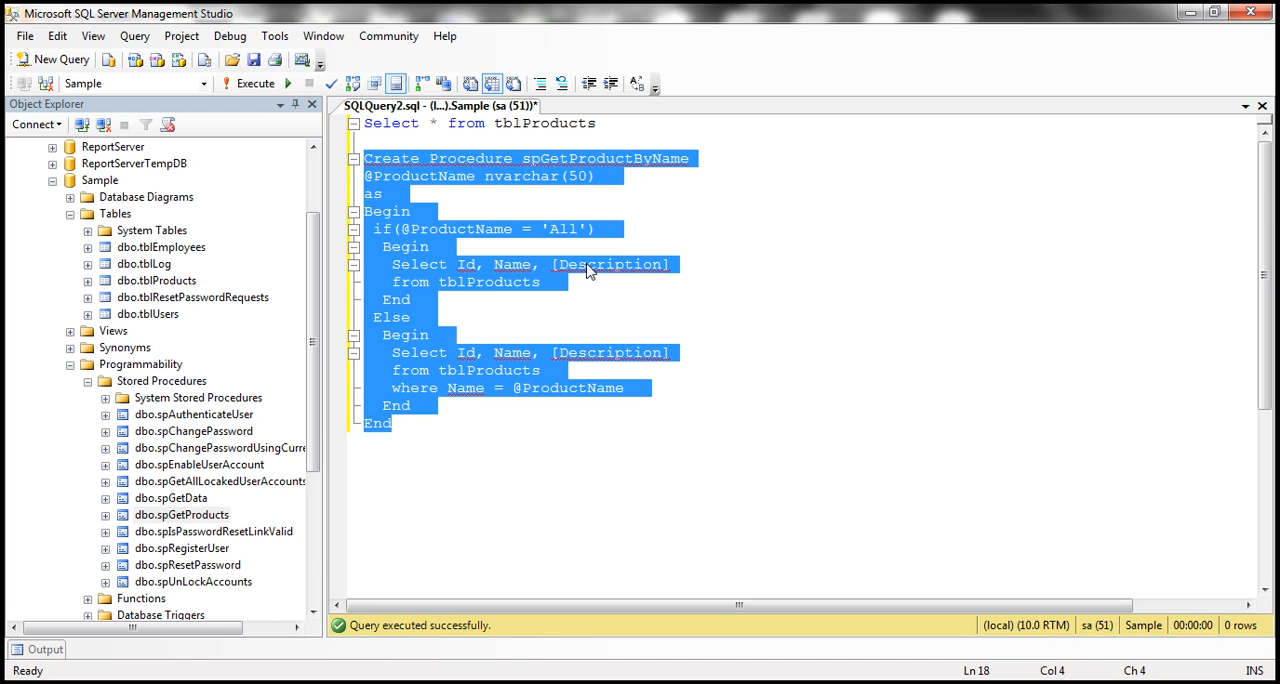 Microsoft SQL Server Management Studio
File Edit View Query Project Debug Tools Window Community Help
New Query
Sample Execute
Object Explorer
SQLQuery2.sql - (l...).Sample (sa (51))*
Connect
ReportServer
ReportServerTempDB
Sample
Database Diagrams
Tables
System Tables
dbo.tblEmployees
dbo.tblLog
dbo.tblProducts
dbo.tblResetPasswordRequests
dbo.tblUsers
Views
Synonyms
Programmability
Stored Procedures
System Stored Procedures
dbo.spAuthenticateUser
dbo.spChangePassword
dbo.spChangePasswordUsingCurre
dbo.spEnableUserAccount
dbo.spGetAllLocakedUserAccounts
dbo.spGetData
dbo.spGetProducts
dbo.spIsPasswordResetLinkValid
dbo.spRegisterUser
dbo.spResetPassword
dbo.spUnLockAccounts
Functions
Database Triggers
Select * from tblProducts
Create Procedure spGetProductByName
@ProductName nvarchar(50)
as
Begin
if(@ProductName = 'All')
Begin
Select Id, Name, [Description]
from tblProducts
End
Else
Begin
Select Id, Name, [Description]
from tblProducts
where Name = @ProductName
End
End
Query executed successfully. (local) (10.0 RTM) sa (51) Sample 00:00:00 0 rows
Output
Ready Ln 18 Col 4 Ch 4 INS